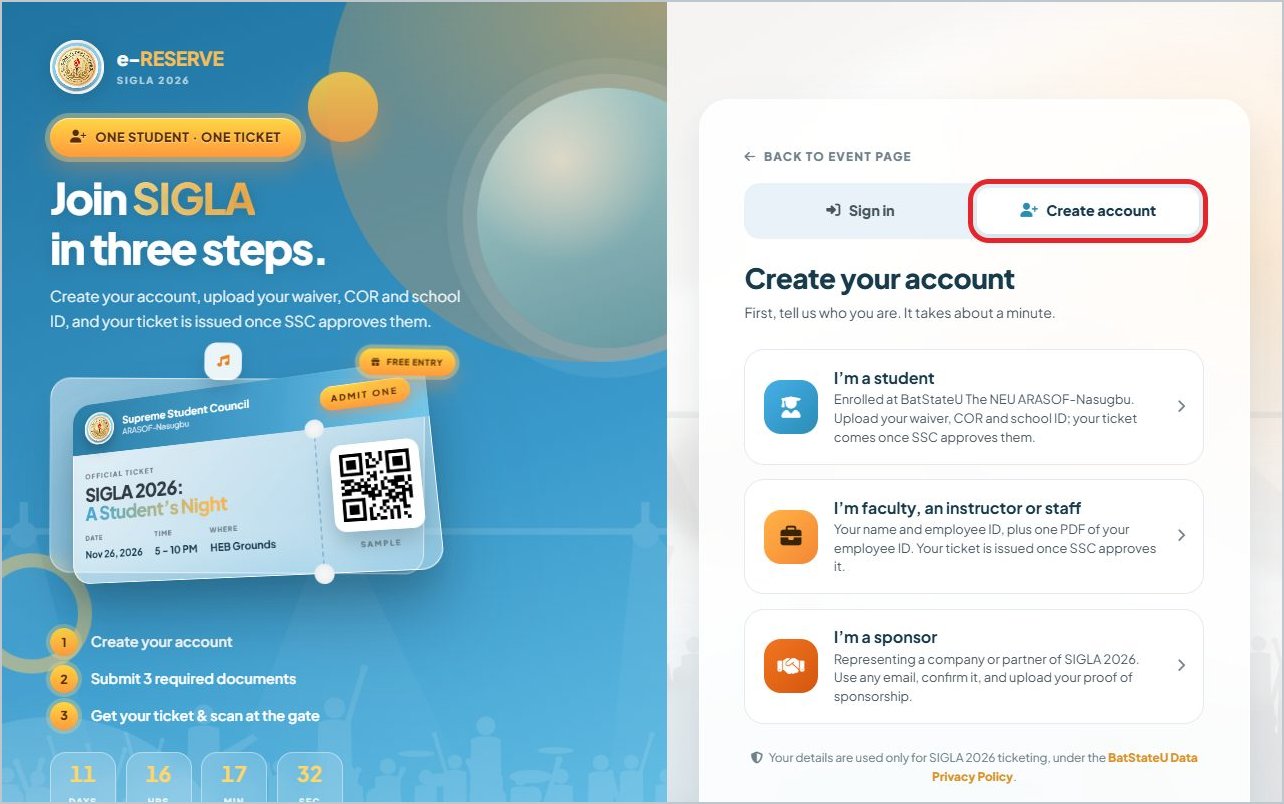 e-RESERVE
SIGLA 2026
ONE STUDENT · ONE TICKET
Join SIGLA
in three steps.
Create your account, upload your waiver, COR and school
ID, and your ticket is issued once SSC approves them.
FREE ENTRY
ADMIT ONE
Supreme Student Council
ARASOF-Nasugbu
OFFICIAL TICKET
SIGLA 2026:
A Student's Night
DATE TIME WHERE
Nov 26, 2026 5 – 10 PM HEB Grounds
SAMPLE
1 Create your account
2 Submit 3 required documents
3 Get your ticket & scan at the gate
11 16 17 32
DAYS HRS MIN SEC
← BACK TO EVENT PAGE
Sign in Create account
Create your account
First, tell us who you are. It takes about a minute.
I'm a student
Enrolled at BatStateU The NEU ARASOF-Nasugbu.
Upload your waiver, COR and school ID; your ticket
comes once SSC approves them.
I'm faculty, an instructor or staff
Your name and employee ID, plus one PDF of your
employee ID. Your ticket is issued once SSC approves
it.
I'm a sponsor
Representing a company or partner of SIGLA 2026.
Use any email, confirm it, and upload your proof of
sponsorship.
Your details are used only for SIGLA 2026 ticketing, under the BatStateU Data
Privacy Policy.